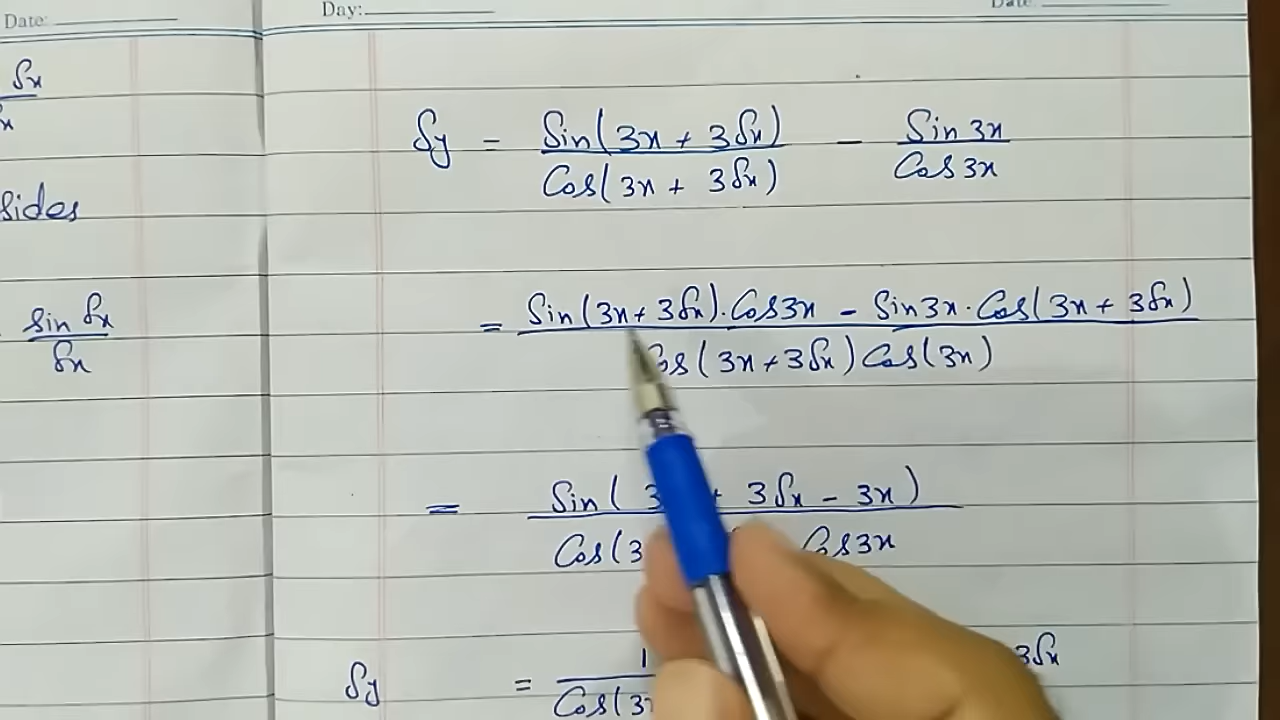 Date: Day: Date:
δx
x
sides
sin δx
δx
δy = Sin(3x + 3δx) - Sin 3x
Cos(3x + 3δx) Cos 3x
= Sin(3x + 3δx).Cos3x - Sin3x.Cos(3x + 3δx)
Cos(3x + 3δx) Cos(3x)
= Sin( 3 + 3δx - 3x)
Cos(3 Cos3x
δy = 1 3δx
Cos(3